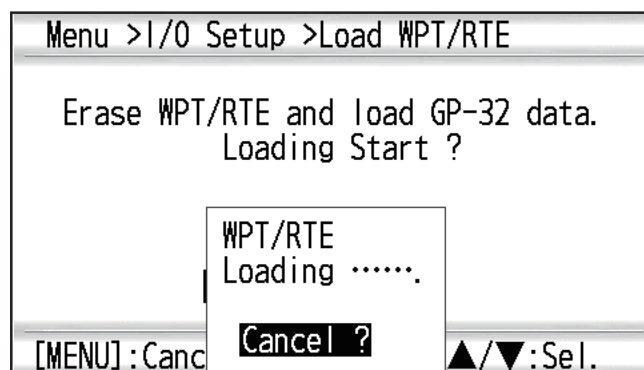 Menu >I/O Setup >Load WPT/RTE
Erase WPT/RTE and load GP-32 data.
Loading Start ?
WPT/RTE
Loading ‥‥‥.
Cancel ?
[MENU]:Canc
▲/▼:Sel.